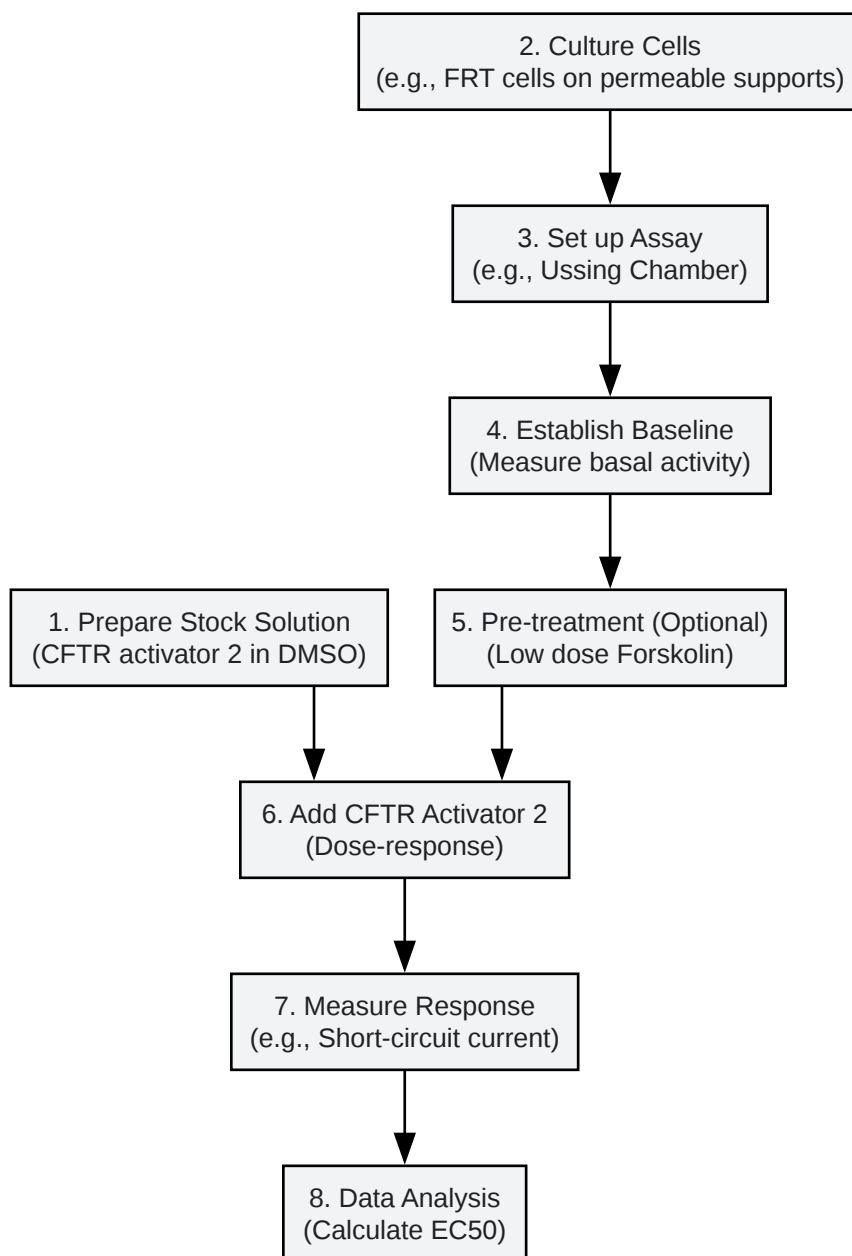 2. Culture Cells
(e.g., FRT cells on permeable supports)
3. Set up Assay
(e.g., Ussing Chamber)
4. Establish Baseline
(Measure basal activity)
1. Prepare Stock Solution
(CFTR activator 2 in DMSO)
5. Pre-treatment (Optional)
(Low dose Forskolin)
6. Add CFTR Activator 2
(Dose-response)
7. Measure Response
(e.g., Short-circuit current)
8. Data Analysis
(Calculate EC50)